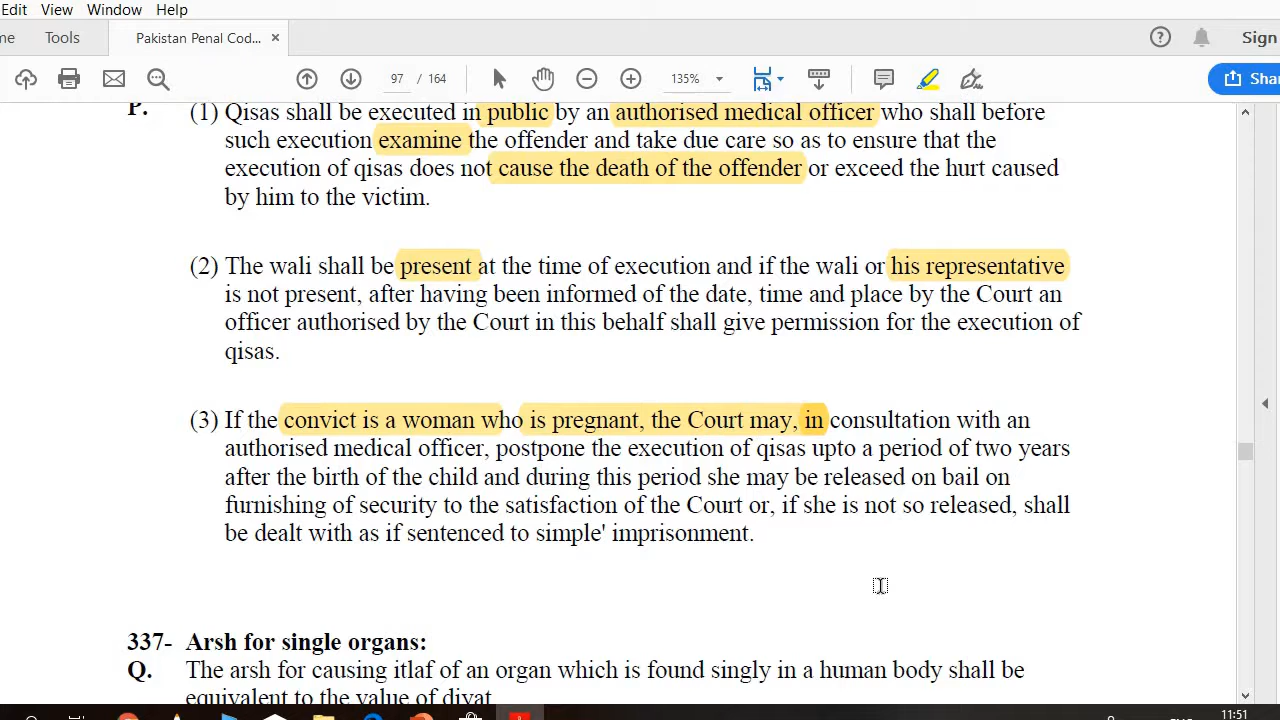 Edit View Window Help
me Tools Pakistan Penal Cod... ×
? Sign
97 / 164 135% Shar
P. (1) Qisas shall be executed in public by an authorised medical officer who shall before
such execution examine the offender and take due care so as to ensure that the
execution of qisas does not cause the death of the offender or exceed the hurt caused
by him to the victim.
(2) The wali shall be present at the time of execution and if the wali or his representative
is not present, after having been informed of the date, time and place by the Court an
officer authorised by the Court in this behalf shall give permission for the execution of
qisas.
(3) If the convict is a woman who is pregnant, the Court may, in consultation with an
authorised medical officer, postpone the execution of qisas upto a period of two years
after the birth of the child and during this period she may be released on bail on
furnishing of security to the satisfaction of the Court or, if she is not so released, shall
be dealt with as if sentenced to simple' imprisonment.
337- Arsh for single organs:
Q. The arsh for causing itlaf of an organ which is found singly in a human body shall be
equivalent to the value of diyat
11:51